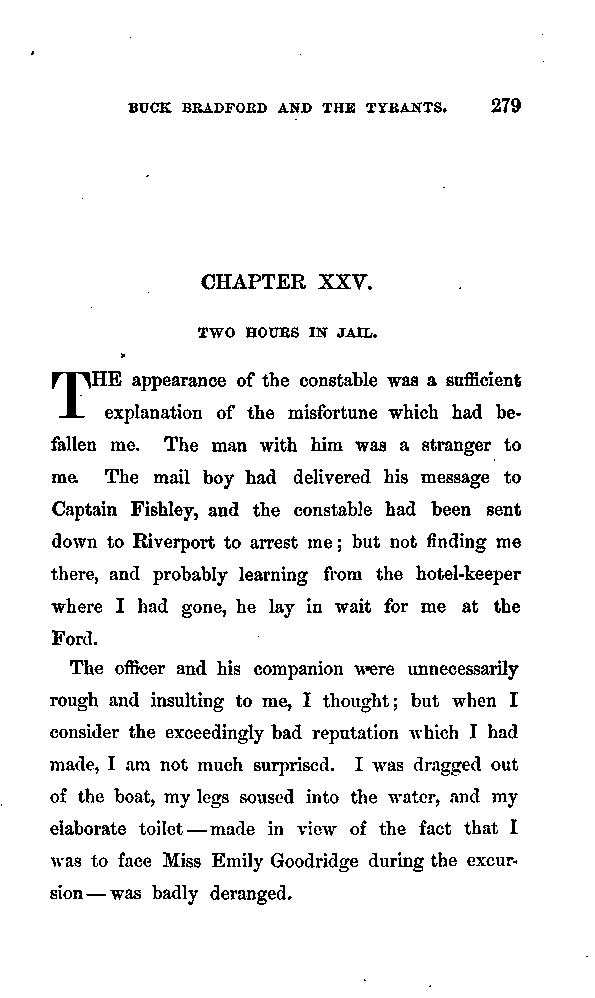 BUCK BRADFORD AND THE TYRANTS. 279
CHAPTER XXV.
TWO HOURS IN JAIL.
THE appearance of the constable was a sufficient
explanation of the misfortune which had be-
fallen me. The man with him was a stranger to
me. The mail boy had delivered his message to
Captain Fishley, and the constable had been sent
down to Riverport to arrest me; but not finding me
there, and probably learning from the hotel-keeper
where I had gone, he lay in wait for me at the
Ford.
The officer and his companion were unnecessarily
rough and insulting to me, I thought; but when I
consider the exceedingly bad reputation which I had
made, I am not much surprised. I was dragged out
of the boat, my legs soused into the water, and my
elaborate toilet—made in view of the fact that I
was to face Miss Emily Goodridge during the excur-
sion—was badly deranged.